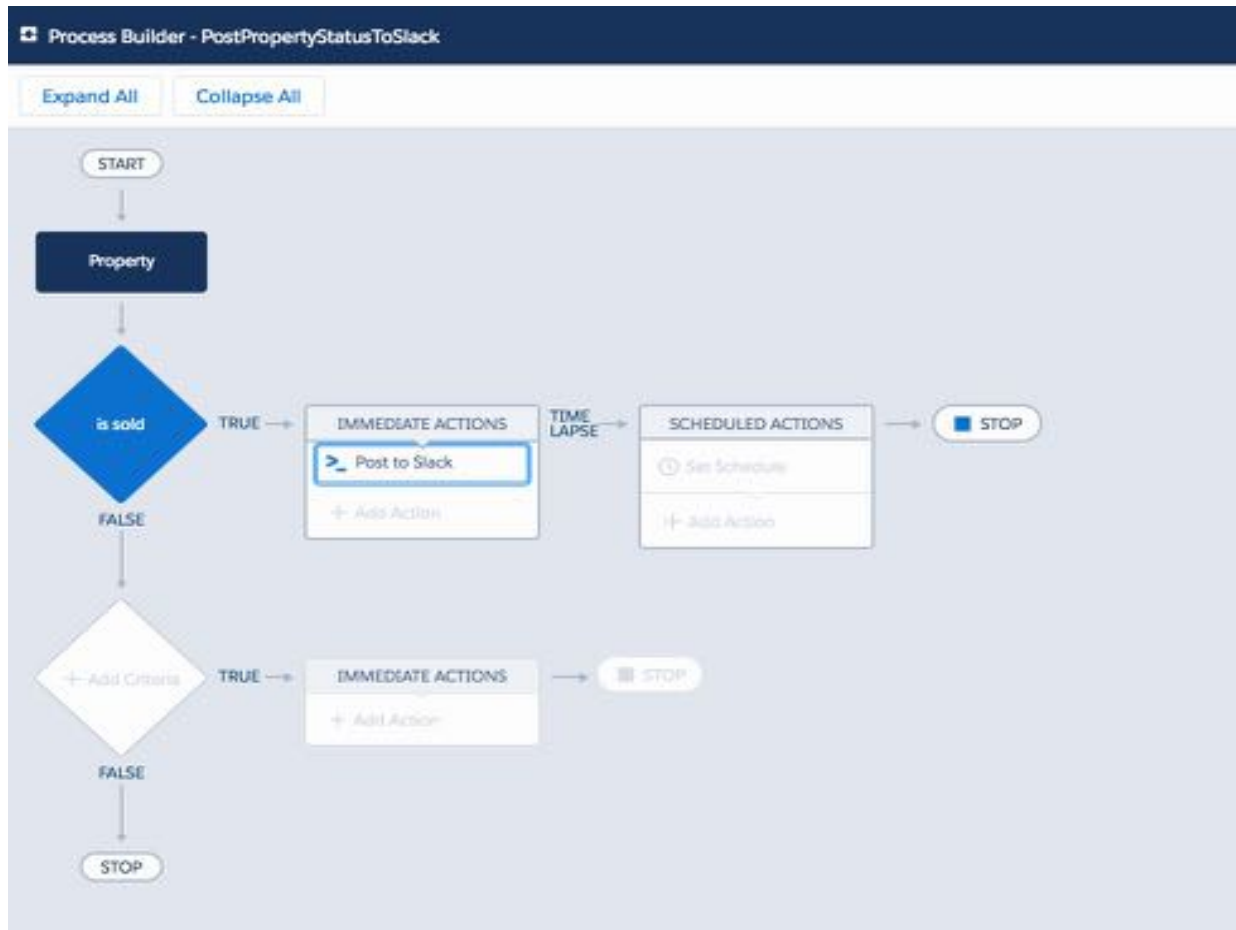 Process Builder - PostPropertyStatusToSlack
Expand All
Collapse All
START
Property
is sold
TRUE
IMMEDIATE ACTIONS
TIME
LAPSE
SCHEDULED ACTIONS
STOP
>_ Post to Slack
Set Schedule
+ Add Action
+ Add Action
FALSE
+ Add Criteria
TRUE
IMMEDIATE ACTIONS
STOP
+ Add Action
FALSE
STOP